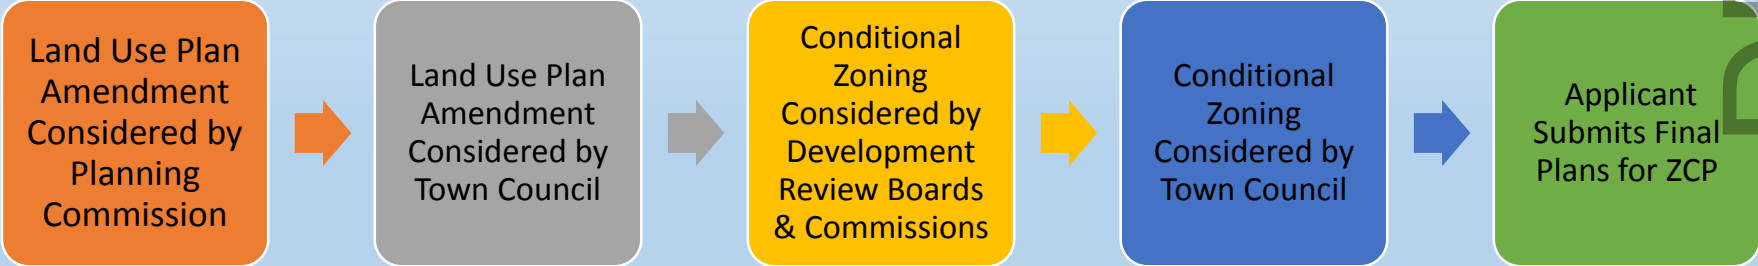 Land Use Plan
Amendment
Considered by
Planning
Commission
Land Use Plan
Amendment
Considered by
Town Council
Conditional
Zoning
Considered by
Development
Review Boards
& Commissions
Conditional
Zoning
Considered by
Town Council
Applicant
Submits Final
Plans for ZCP